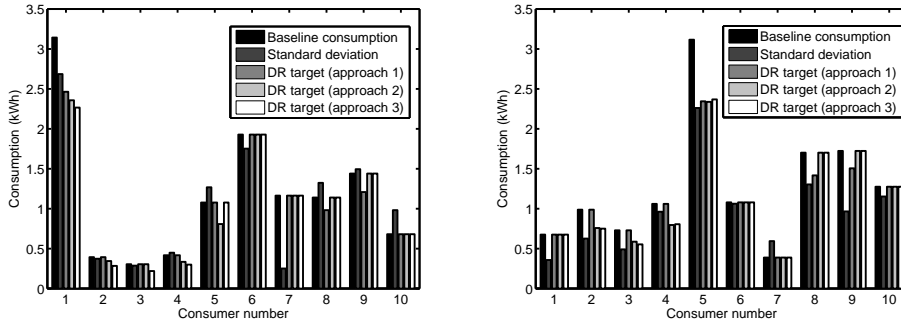 3.5
3
2.5
2
1.5
1
0.5
0
Consumption (kWh)
Baseline consumption
Standard deviation
DR target (approach 1)
DR target (approach 2)
DR target (approach 3)
1 2 3 4 5 6 7 8 9 10
Consumer number
3.5
3
2.5
2
1.5
1
0.5
0
Consumption (kWh)
Baseline consumption
Standard deviation
DR target (approach 1)
DR target (approach 2)
DR target (approach 3)
1 2 3 4 5 6 7 8 9 10
Consumer number